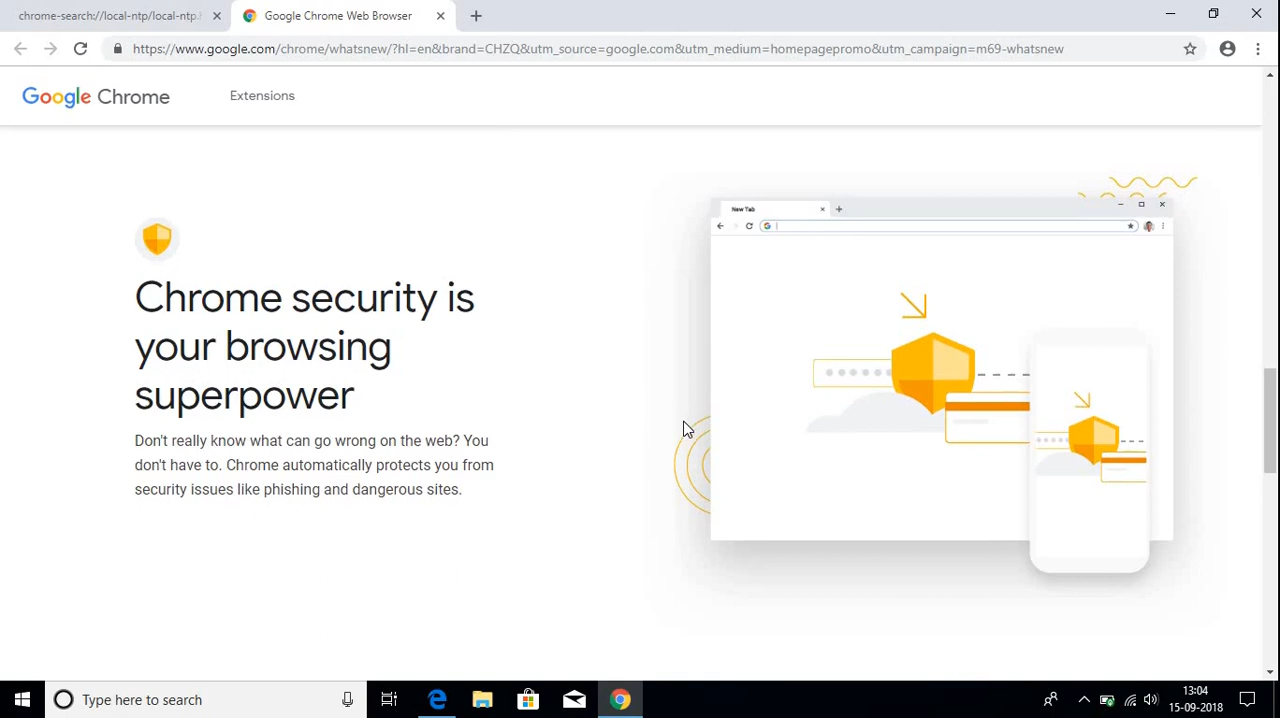 chrome-search://local-ntp/local-ntp.
Google Chrome Web Browser
https://www.google.com/chrome/whatsnew/?hl=en&brand=CHZQ&utm_source=google.com&utm_medium=homepagepromo&utm_campaign=m69-whatsnew
Google Chrome
Extensions
New Tab
Chrome security is
your browsing
superpower
Don't really know what can go wrong on the web? You
don't have to. Chrome automatically protects you from
security issues like phishing and dangerous sites.
Type here to search
13:04
15-09-2018